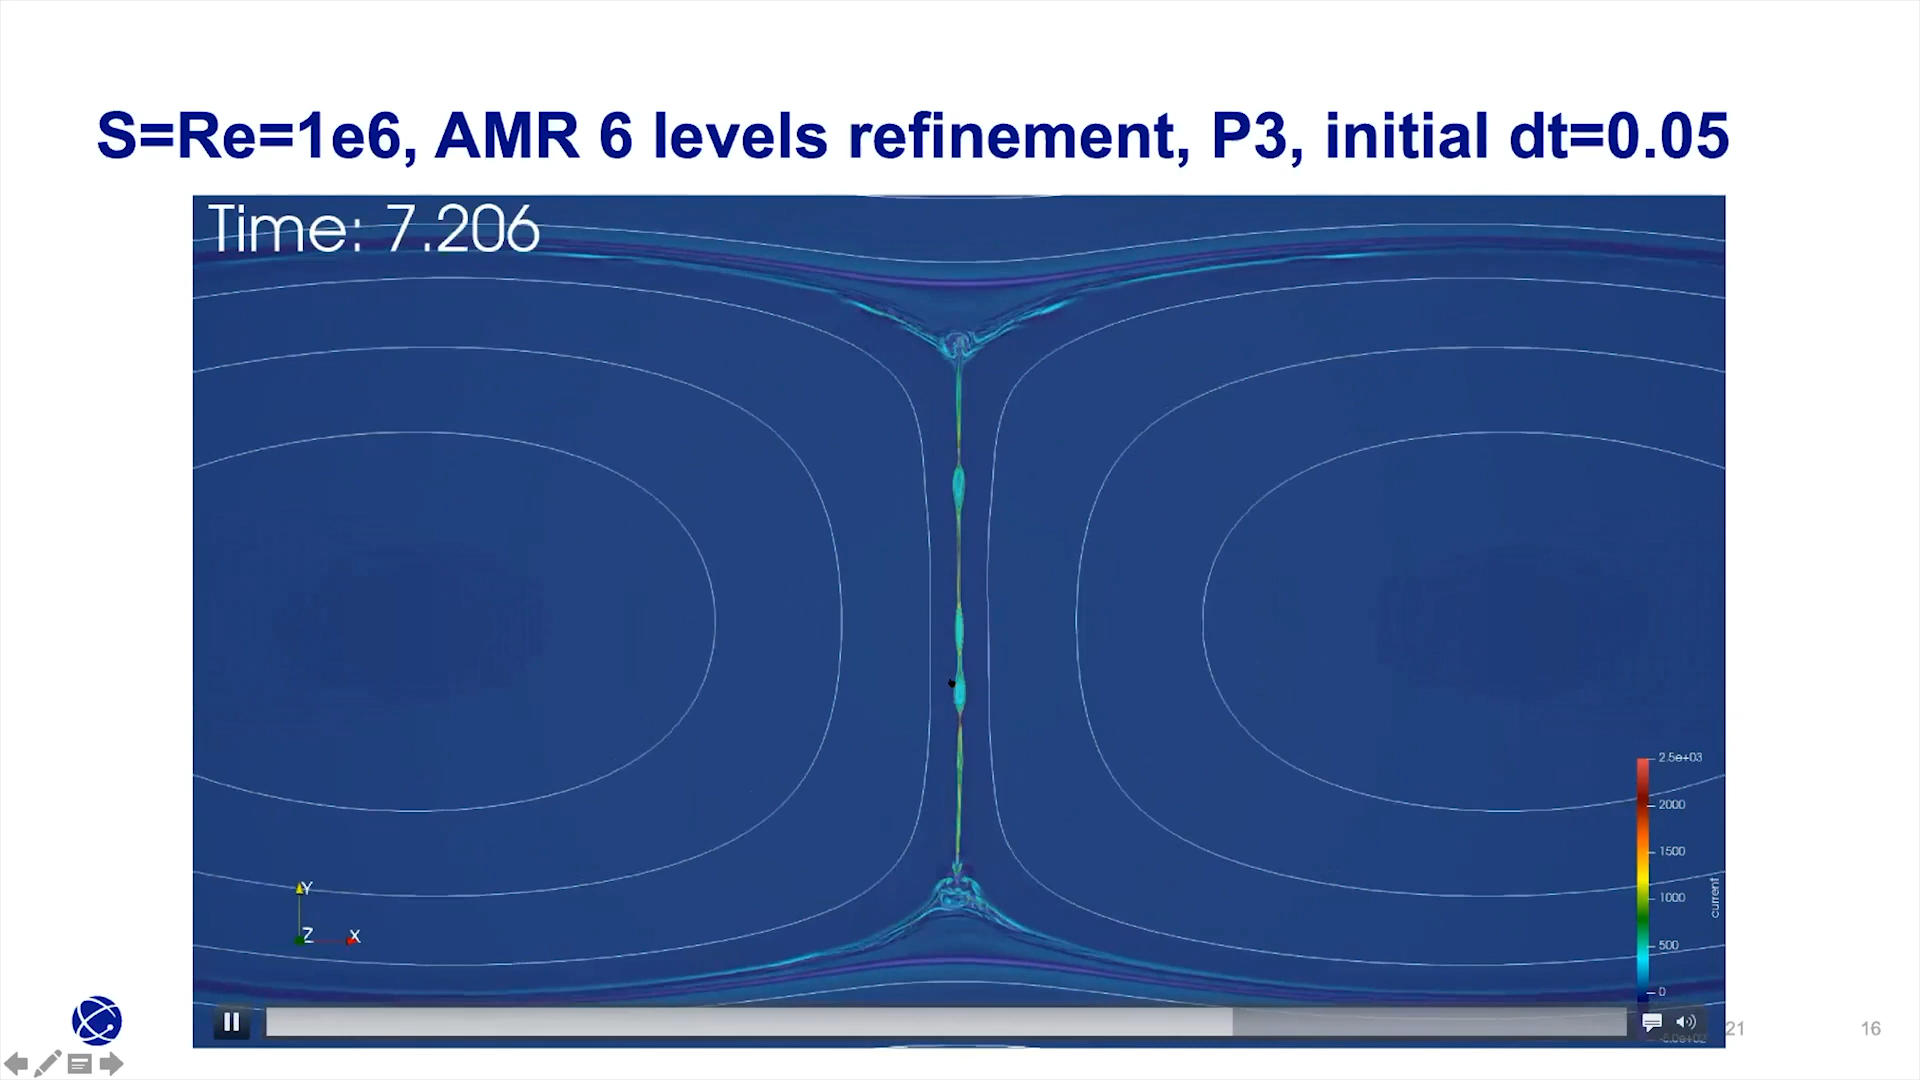 S=Re=1e6, AMR 6 levels refinement, P3, initial dt=0.05
Time: 7.206
2.5e+03
2000
1500
1000
500
0
current
Y
Z
X
21
16